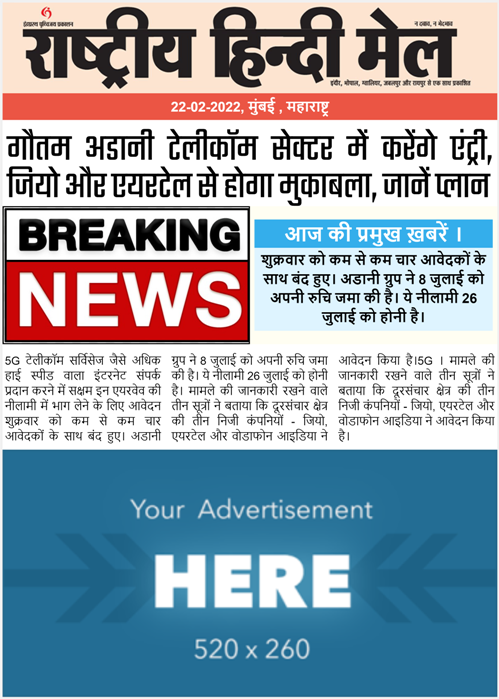 इंडवारण यूनिवज प्रकाशन
न दबाव, न भेदभाव
राष्ट्रीय हिन्दी मेल
इंदौर, भोपाल, ग्वालियर, जबलपुर और रायपुर से एक साथ प्रकाशित
22-02-2022, मुंबई , महाराष्ट्र
गौतम अडानी टेलीकॉम सेक्टर में करेंगे एंट्री,
जियो और एयरटेल से होगा मुकाबला, जानें प्लान
BREAKING
NEWS
आज की प्रमुख ख़बरें ।
शुक्रवार को कम से कम चार आवेदकों के
साथ बंद हुए। अडानी ग्रुप ने 8 जुलाई को
अपनी रुचि जमा की है। ये नीलामी 26
जुलाई को होनी है।
5G टेलीकॉम सर्विसेज जैसे अधिक
हाई स्पीड वाला इंटरनेट संपर्क
प्रदान करने में सक्षम इन एयरवेव की
नीलामी में भाग लेने के लिए आवेदन
शुक्रवार को कम से कम चार
आवेदकों के साथ बंद हुए। अडानी
ग्रुप ने 8 जुलाई को अपनी रुचि जमा
की है। ये नीलामी 26 जुलाई को होनी
है। मामले की जानकारी रखने वाले
तीन सूत्रों ने बताया कि दूरसंचार क्षेत्र
की तीन निजी कंपनियों - जियो,
एयरटेल और वोडाफोन आइडिया ने
आवेदन किया है।5G । मामले की
जानकारी रखने वाले तीन सूत्रों ने
बताया कि दूरसंचार क्षेत्र की तीन
निजी कंपनियों - जियो, एयरटेल और
वोडाफोन आइडिया ने आवेदन किया
है।
Your Advertisement
HERE
520 x 260